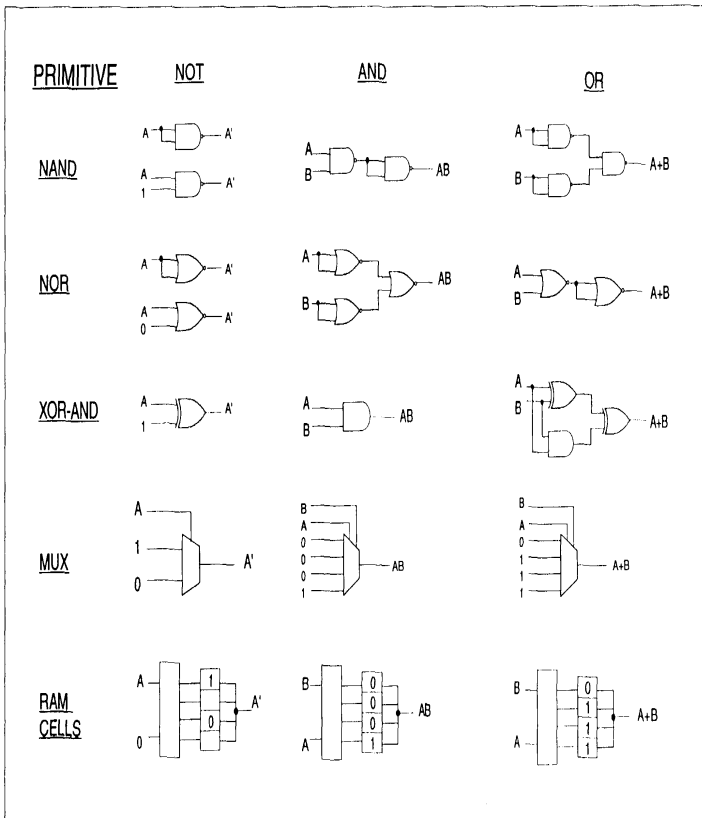 PRIMITIVE NOT AND OR
NAND
A A'
A
1 A'
A
B AB
A
B A+B
NOR
A A'
A
0 A'
A
B AB
A
B A+B
XOR-AND
A
1 A'
A
B AB
A
B A+B
MUX
A
1
0 A'
B
A
0
0
0
1 AB
B
A
0
1
1
1 A+B
RAM
CELLS
A
0
1
0
A'
B
A
0
0
0
1
AB
B
A
0
1
1
1
A+B